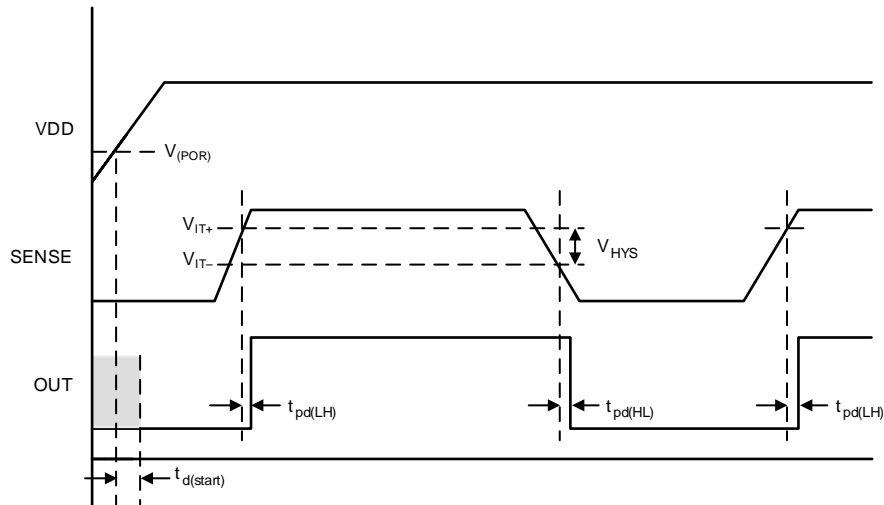 VDD
V(POR)
VIT+
VIT–
SENSE
VHYS
OUT
tpd(LH)
tpd(HL)
tpd(LH)
td(start)